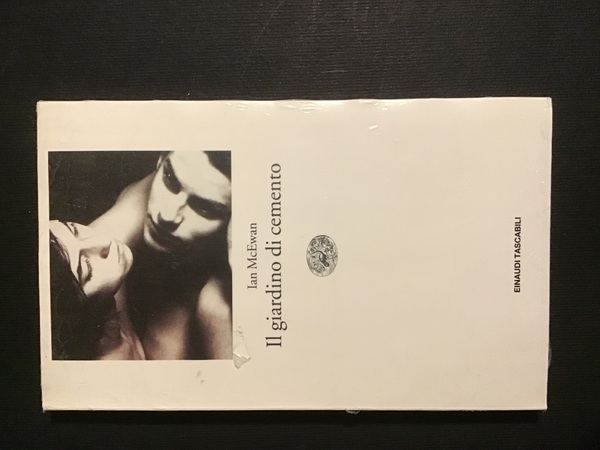 Ian McEwan
Il giardino di cemento
EINAUDI TASCABILI